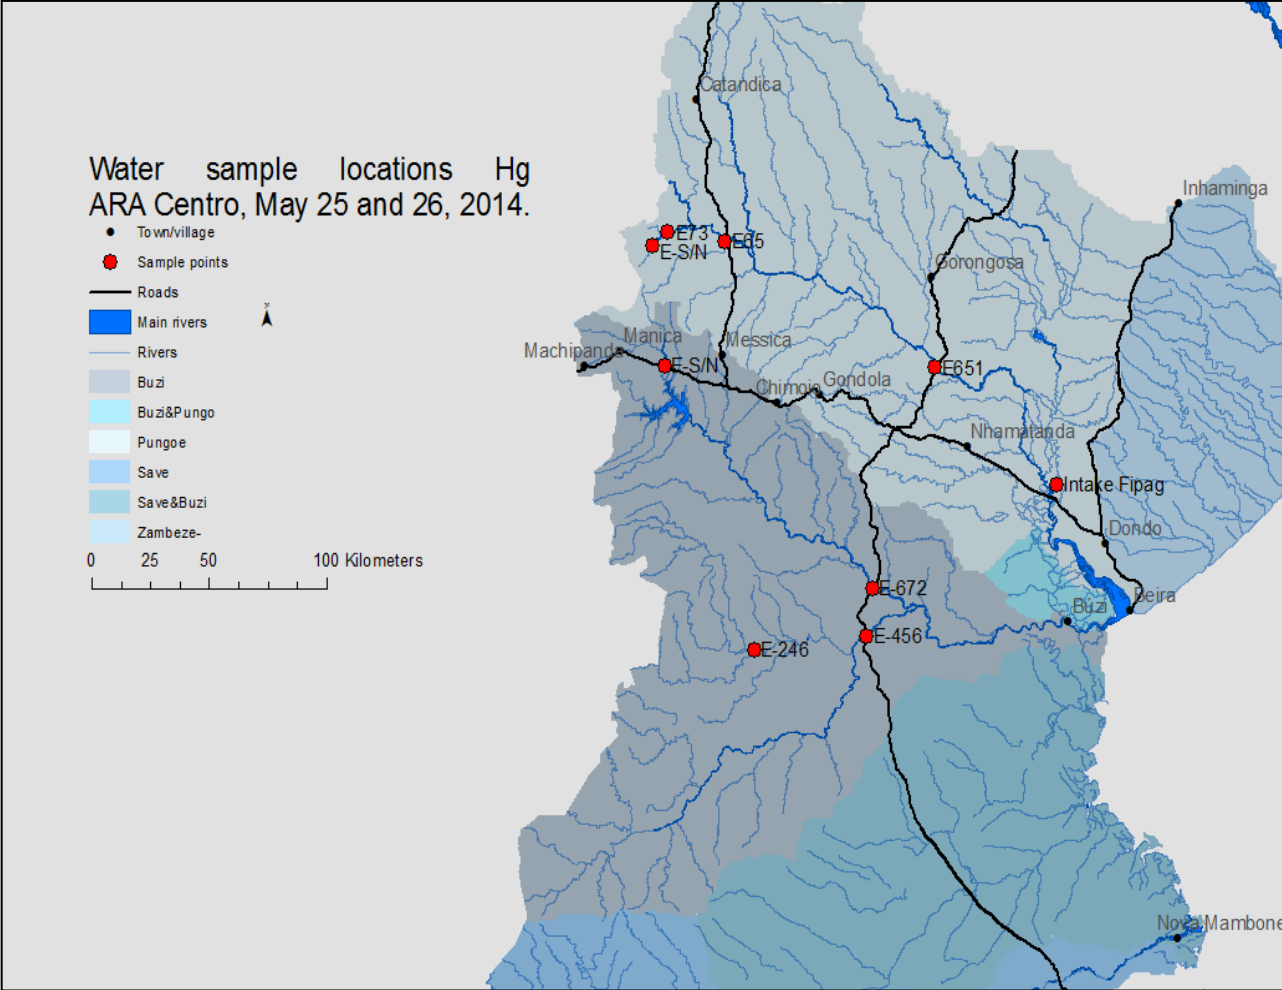 Catandica
Water sample locations Hg
ARA Centro, May 25 and 26, 2014.
Inhaminga
Town/village
E73
E65
E-S/N
Sample points
Gorongosa
Roads
Main rivers
Manica
Messica
Machipanda
Rivers
E-S/N
E651
Chimoio
Gondola
Buzi
Buzi&Pungo
Nhamatanda
Pungoe
Save
Intake Fipag
Save&Buzi
Dondo
Zambeze-
0 25 50 100 Kilometers
E-672
Beira
Búzi
E-456
E-246
Nova Mambone